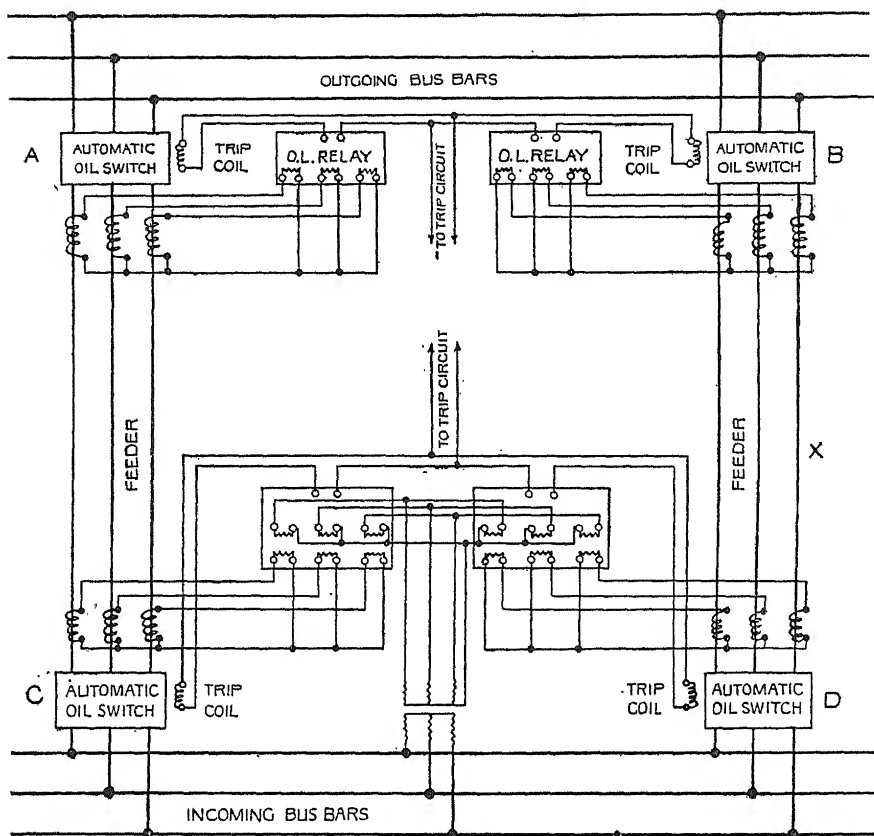 OUTGOING BUS BARS
A
AUTOMATIC
OIL SWITCH
TRIP
COIL
O.L. RELAY
TO TRIP CIRCUIT
O.L. RELAY
TRIP
COIL
AUTOMATIC
OIL SWITCH
B
TO TRIP CIRCUIT
FEEDER
FEEDER
X
C
AUTOMATIC
OIL SWITCH
TRIP
COIL
TRIP
COIL
AUTOMATIC
OIL SWITCH
D
INCOMING BUS BARS